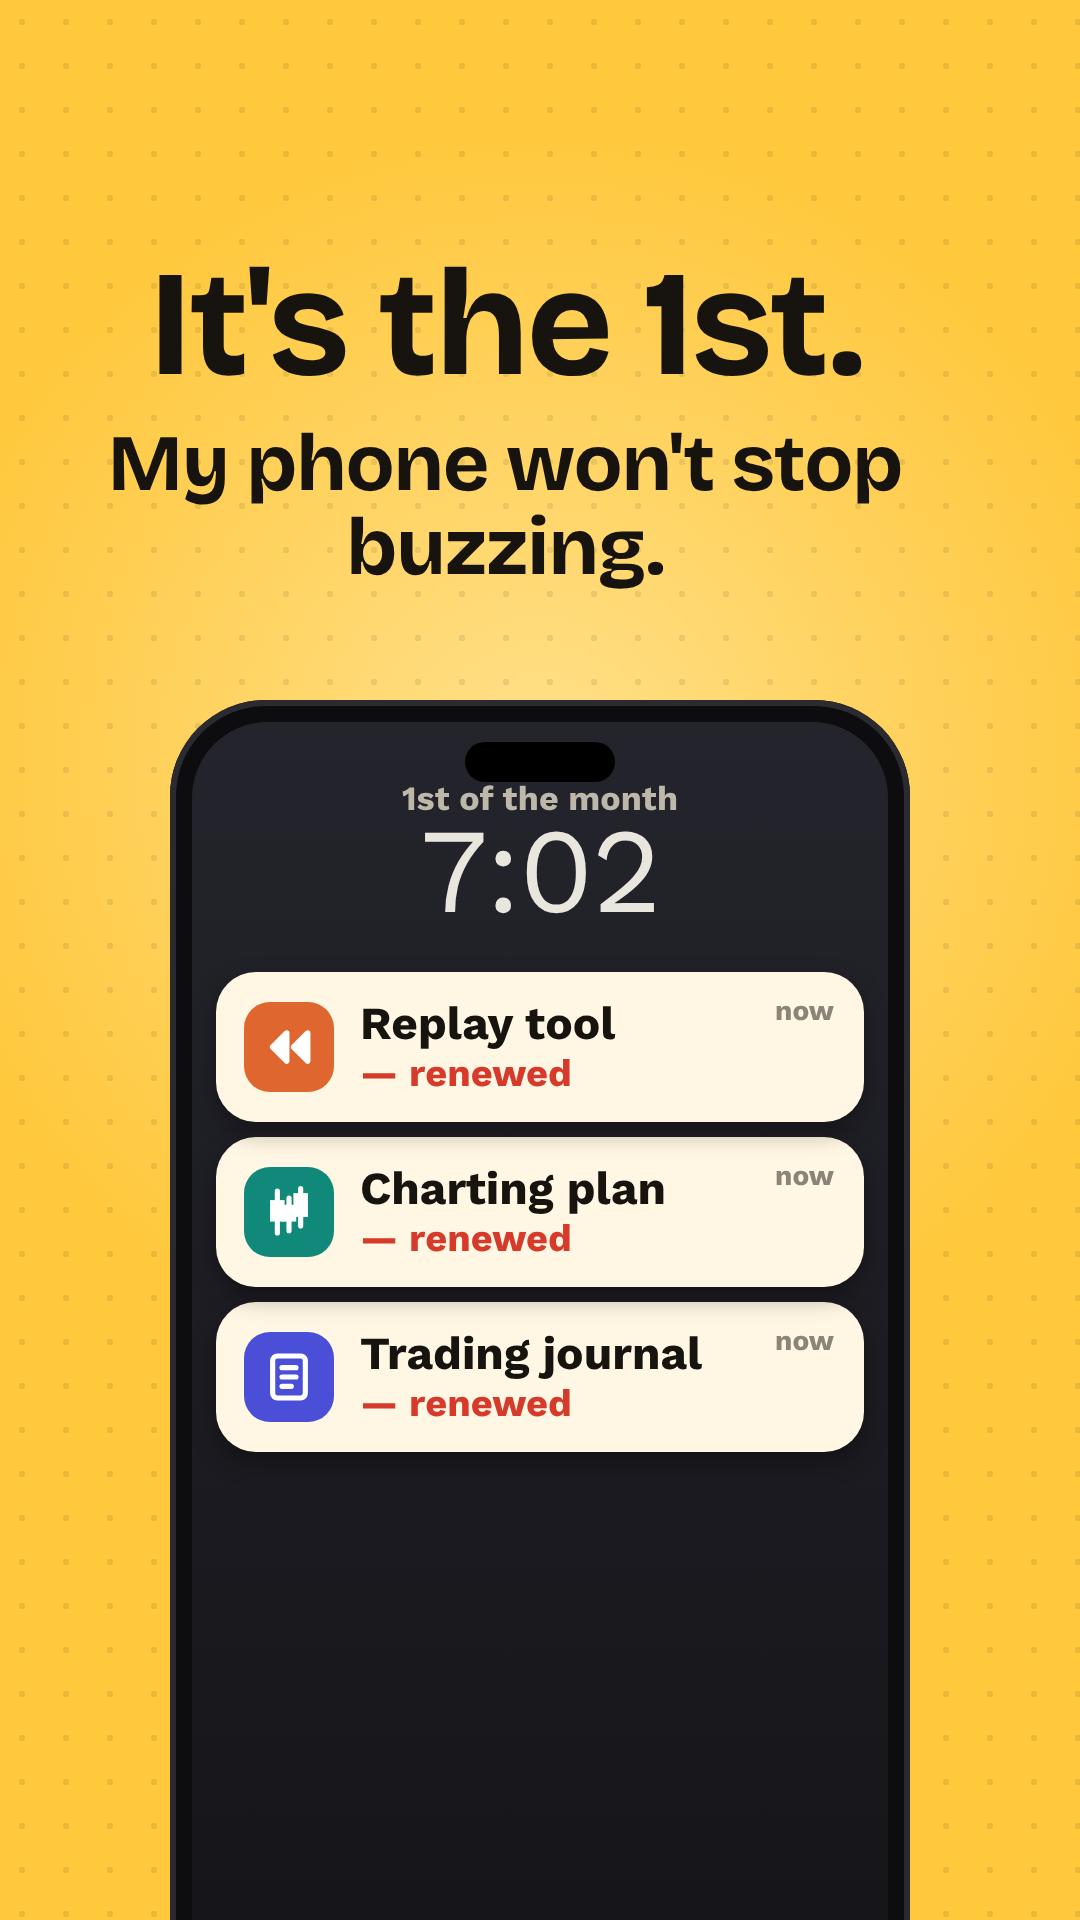 It's the 1st.
My phone won't stop
buzzing.
1st of the month
7:02
Replay tool
now
— renewed
Charting plan
now
— renewed
Trading journal
now
— renewed